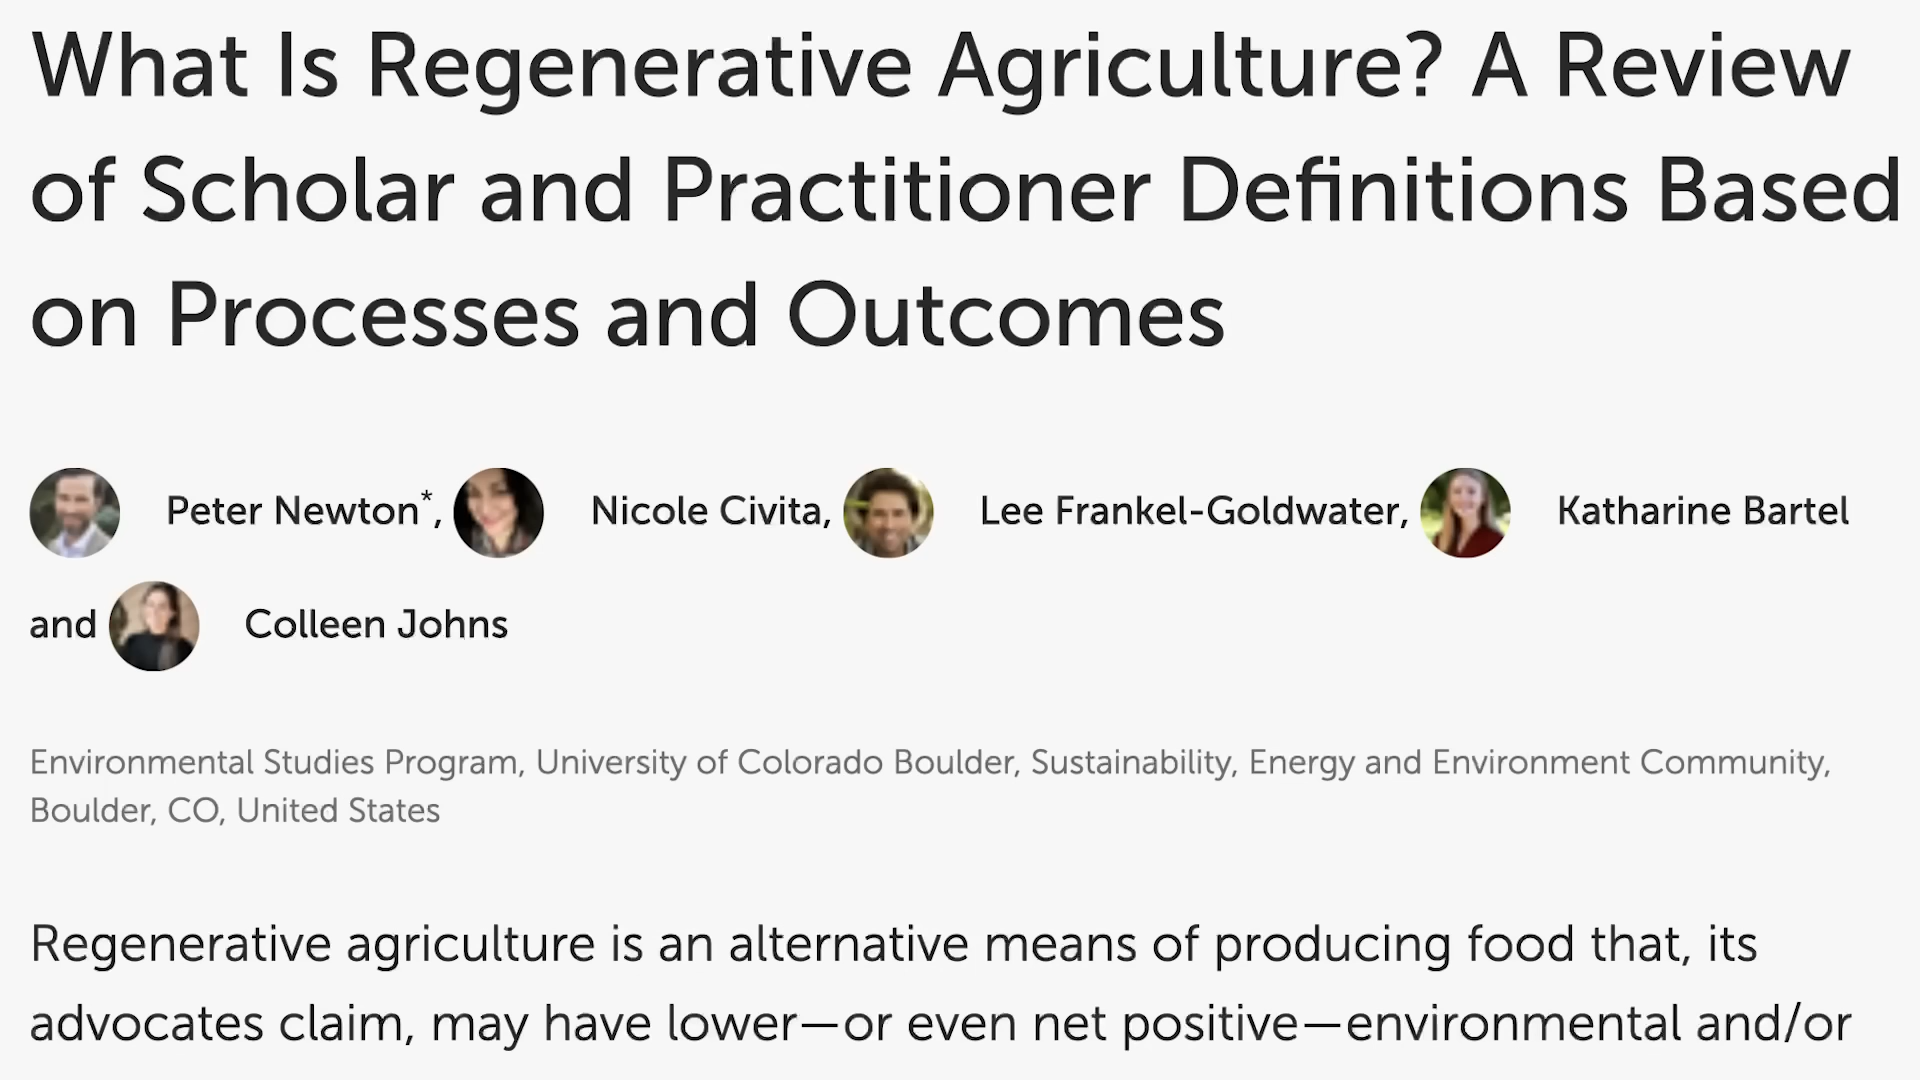 What Is Regenerative Agriculture? A Review
of Scholar and Practitioner Definitions Based
on Processes and Outcomes
Peter Newton*, Nicole Civita, Lee Frankel-Goldwater, Katharine Bartel
and Colleen Johns
Environmental Studies Program, University of Colorado Boulder, Sustainability, Energy and Environment Community,
Boulder, CO, United States
Regenerative agriculture is an alternative means of producing food that, its
advocates claim, may have lower—or even net positive—environmental and/or